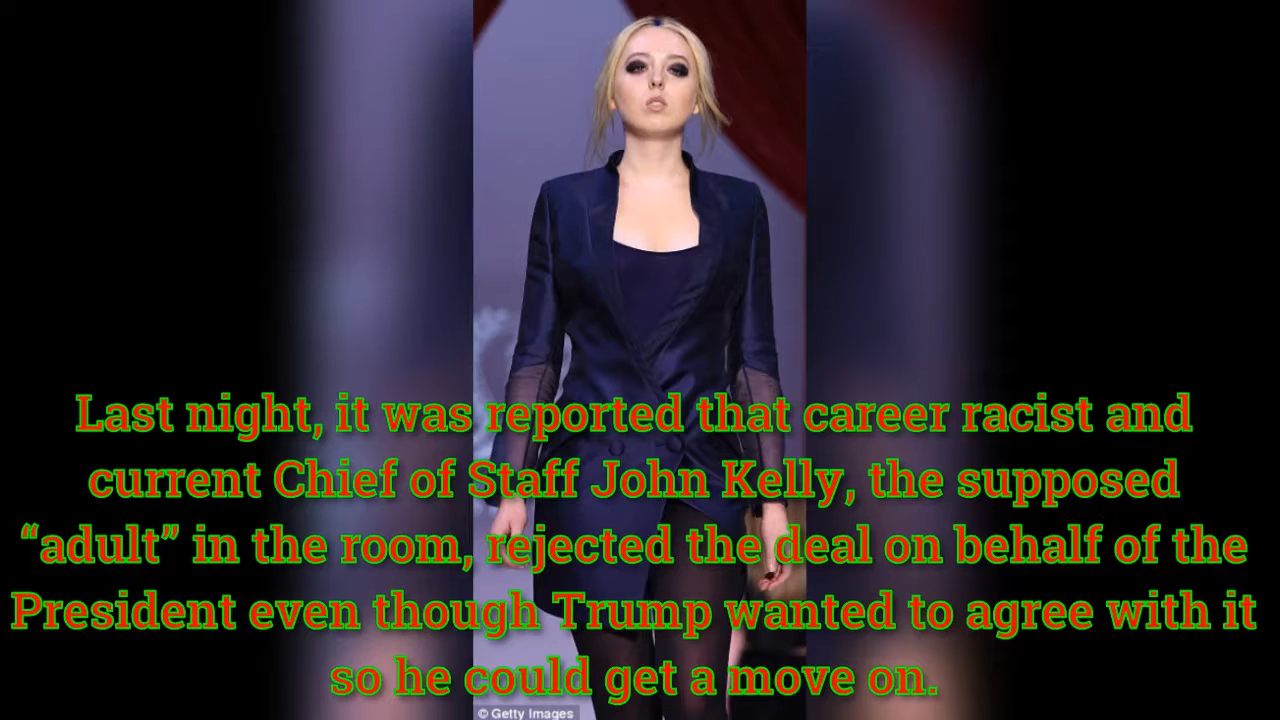 Last night, it was reported that career racist and
current Chief of Staff John Kelly, the supposed
“adult” in the room, rejected the deal on behalf of the
President even though Trump wanted to agree with it
so he could get a move on.
© Getty Images